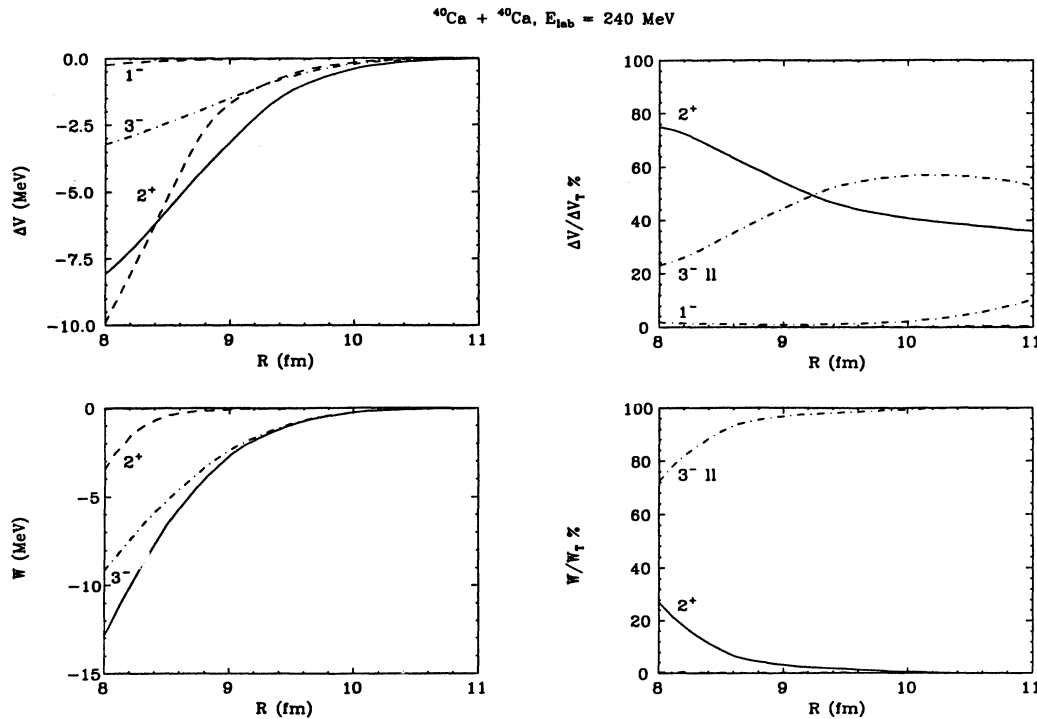 ⁴⁰Ca + ⁴⁰Ca, E_lab = 240 MeV
0.0
−2.5
−5.0
−7.5
−10.0
ΔV (MeV)
1⁻
3⁻
2⁺
8 9 10 11
R (fm)
100
80
60
40
20
0
ΔV/ΔV_T %
2⁺
3⁻ ll
1⁻
8 9 10 11
R (fm)
0
−5
−10
−15
W (MeV)
2⁺
3⁻
8 9 10 11
R (fm)
100
80
60
40
20
0
W/W_T %
3⁻ ll
2⁺
8 9 10 11
R (fm)